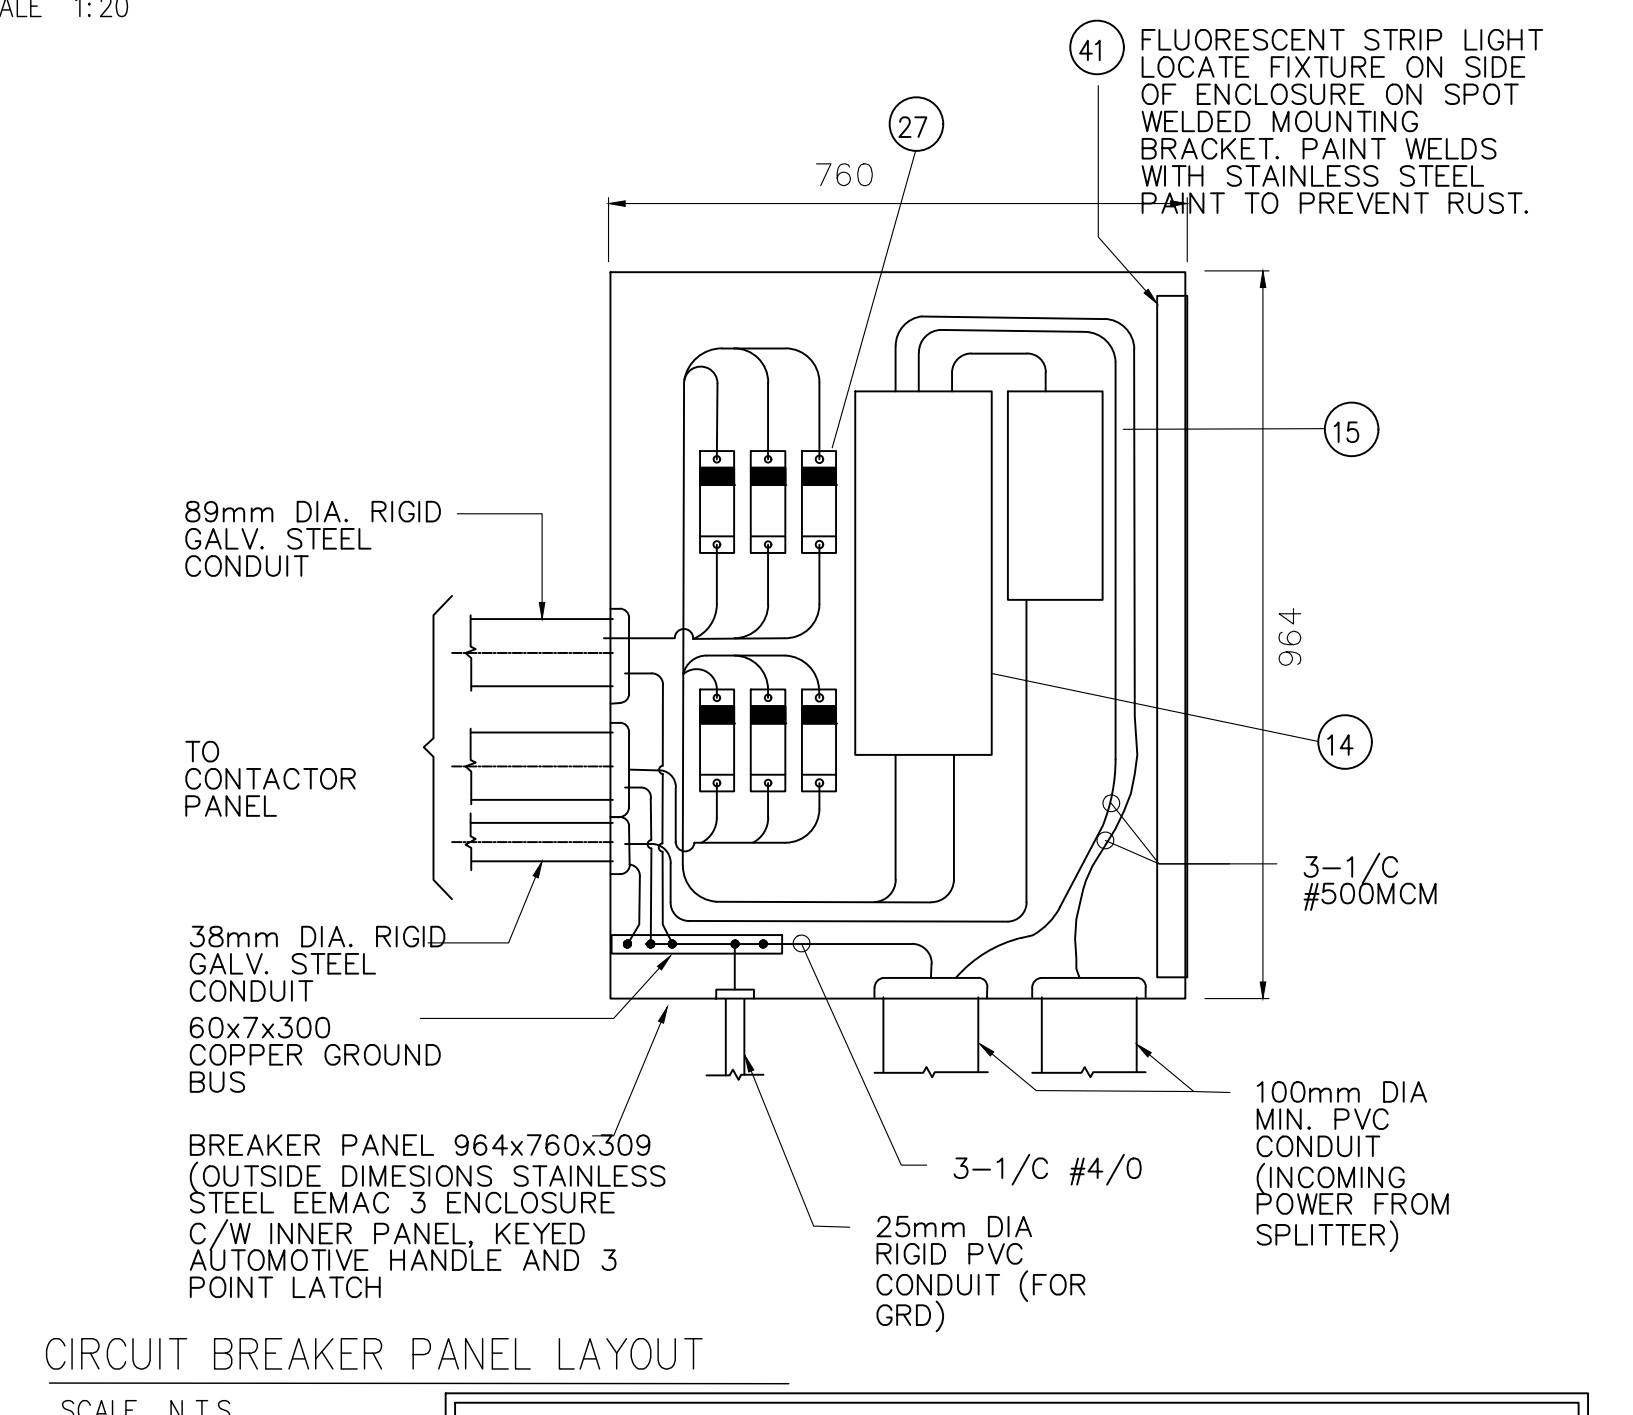 ALE 1:20
41
FLUORESCENT STRIP LIGHT
LOCATE FIXTURE ON SIDE
OF ENCLOSURE ON SPOT
WELDED MOUNTING
BRACKET. PAINT WELDS
WITH STAINLESS STEEL
PAINT TO PREVENT RUST.
27
760
15
89mm DIA. RIGID
GALV. STEEL
CONDUIT
964
14
TO
CONTACTOR
PANEL
3-1/C
#500MCM
38mm DIA. RIGID
GALV. STEEL
CONDUIT
60x7x300
COPPER GROUND
BUS
100mm DIA
MIN. PVC
CONDUIT
(INCOMING
POWER FROM
SPLITTER)
BREAKER PANEL 964x760x309
(OUTSIDE DIMESIONS STAINLESS
STEEL EEMAC 3 ENCLOSURE
C/W INNER PANEL, KEYED
AUTOMOTIVE HANDLE AND 3
POINT LATCH
3-1/C #4/0
25mm DIA
RIGID PVC
CONDUIT (FOR
GRD)
CIRCUIT BREAKER PANEL LAYOUT
SCALE N.T.S.